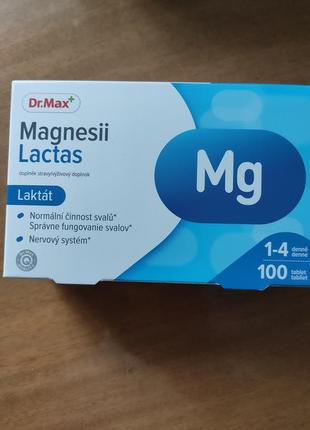 Dr.Max+
Magnesii
Lactas
doplněk stravy/výživový doplnok
Laktát
Normální činnost svalů*
Správne fungovanie svalov*
Nervový systém*
Mg
1-4 denně
denne
100 tablet
tabliet